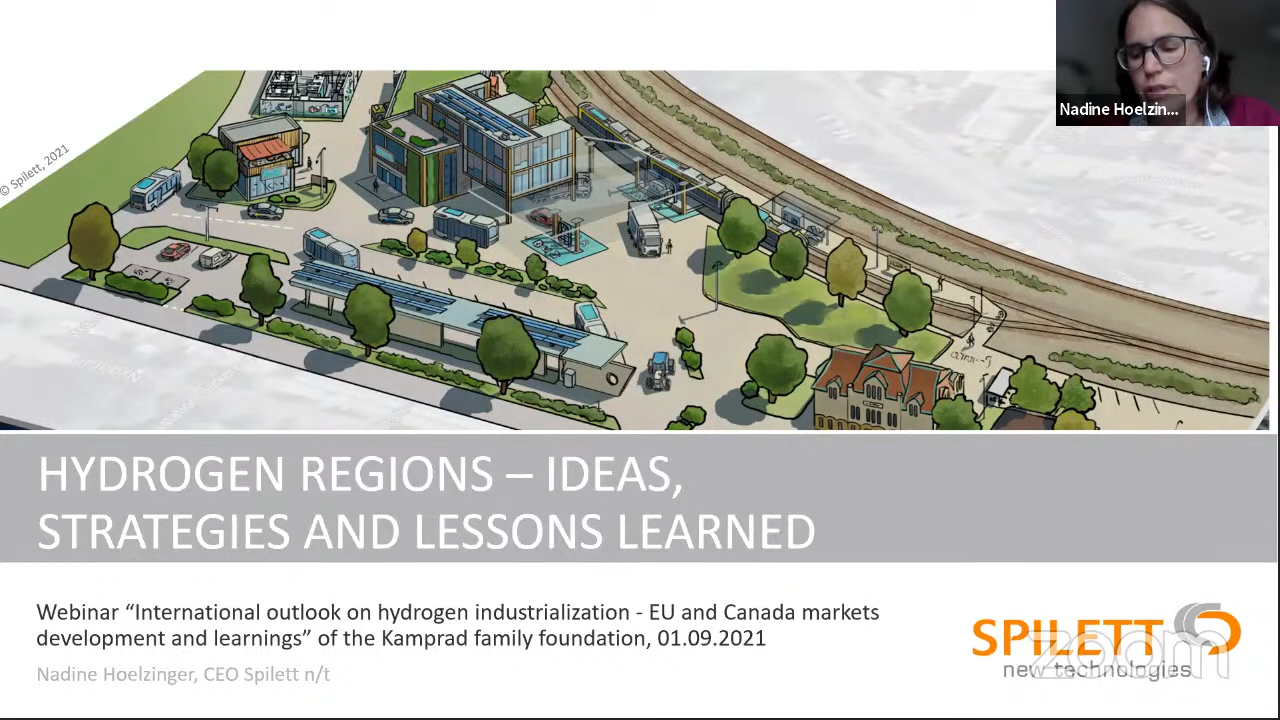 Nadine Hoelzin...
© Spilett, 2021
HYDROGEN REGIONS – IDEAS,
STRATEGIES AND LESSONS LEARNED
Webinar “International outlook on hydrogen industrialization - EU and Canada markets
development and learnings” of the Kamprad family foundation, 01.09.2021
Nadine Hoelzinger, CEO Spilett n/t
SPILETT
new technologies
zoom